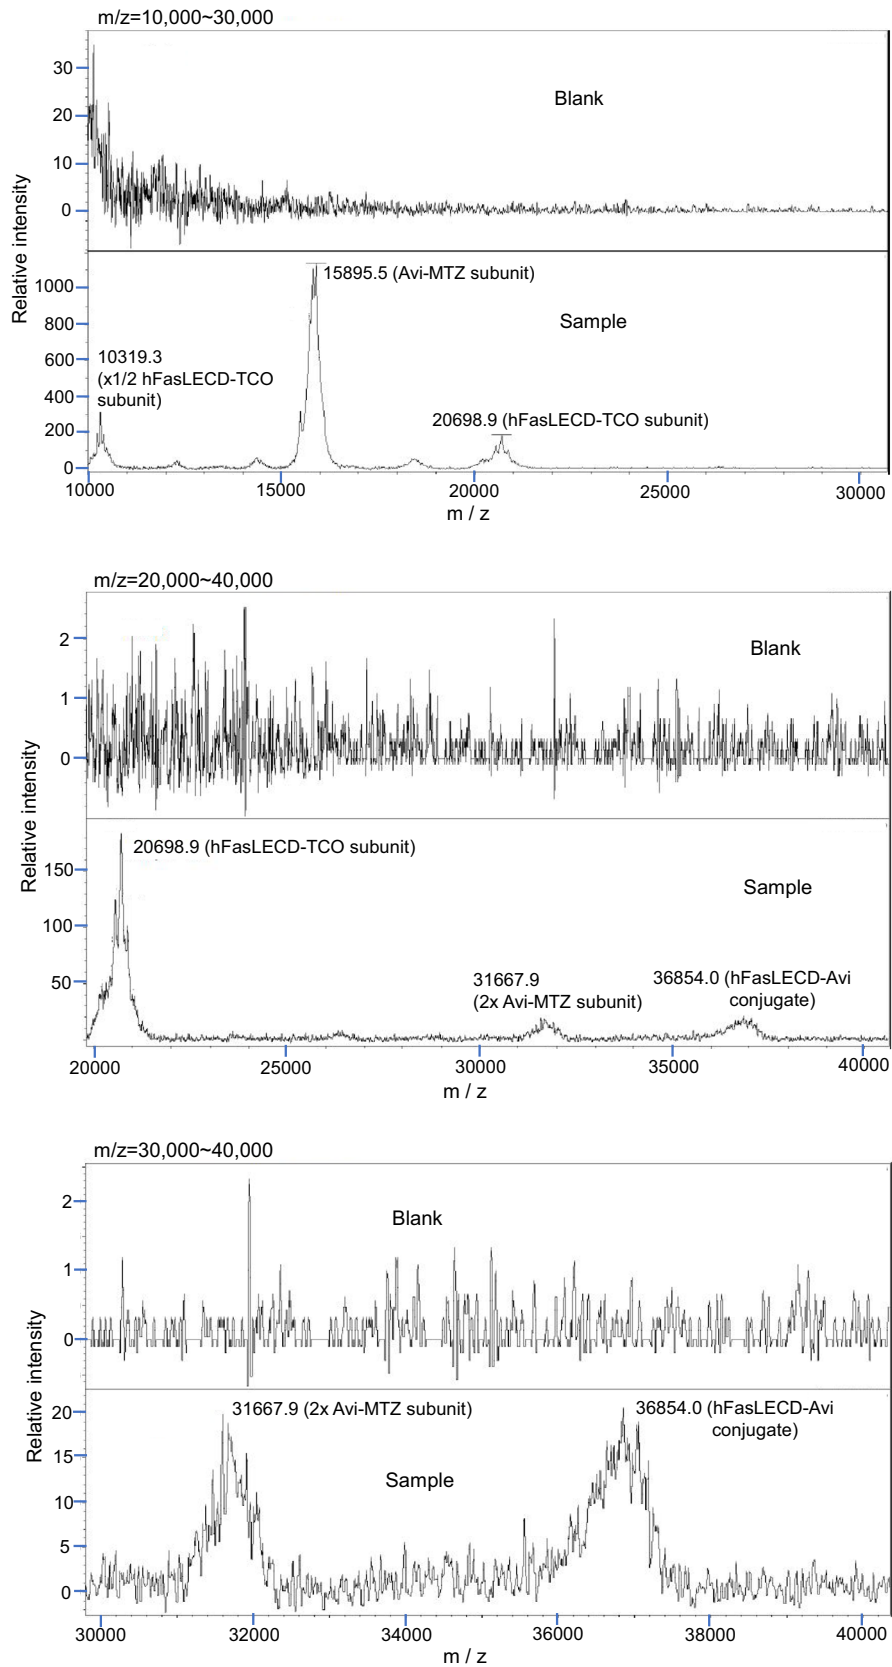 m/z=10,000~30,000
30
Blank
20
10
0
Relative intensity
15895.5 (Avi-MTZ subunit)
1000
Sample
800
10319.3
600
(x1/2 hFasLECD-TCO
subunit)
400
20698.9 (hFasLECD-TCO subunit)
200
0
10000 15000 20000 25000 30000
m / z
m/z=20,000~40,000
2
Blank
1
0
Relative intensity
20698.9 (hFasLECD-TCO subunit)
150
Sample
100
31667.9
(2x Avi-MTZ subunit)
36854.0 (hFasLECD-Avi
conjugate)
50
20000 25000 30000 35000 40000
m / z
m/z=30,000~40,000
2
Blank
1
0
Relative intensity
31667.9 (2x Avi-MTZ subunit)
36854.0 (hFasLECD-Avi
conjugate)
20
15
Sample
10
5
0
30000 32000 34000 36000 38000 40000
m / z